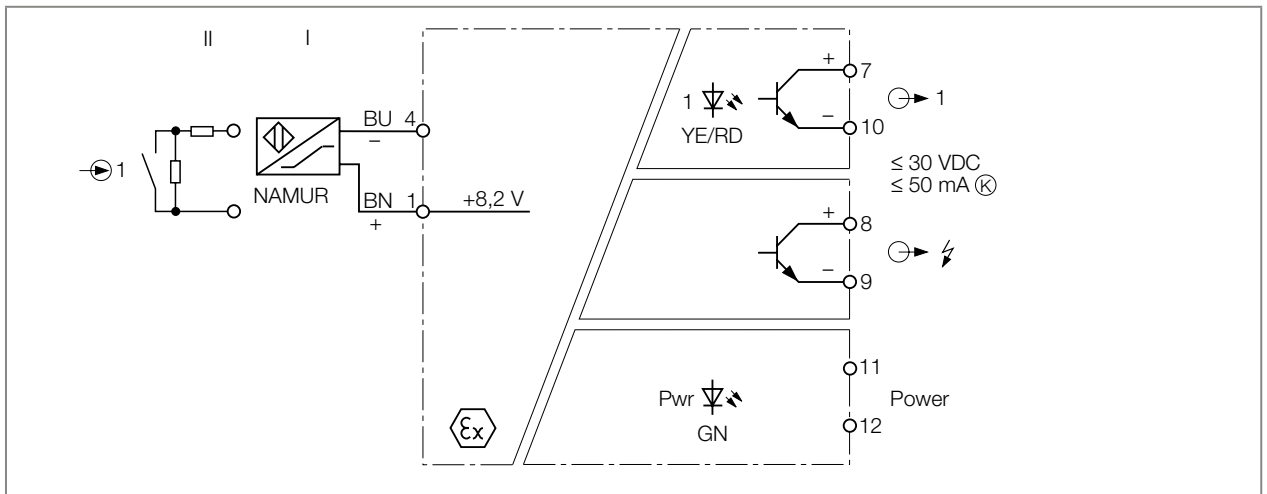 II
I
1
NAMUR
BU 4
–
BN 1
+
+8,2 V
Ex
1
YE/RD
+
7
–
10
1
≤ 30 VDC
≤ 50 mA Ⓚ
+
8
–
9
Pwr
GN
11
Power
12